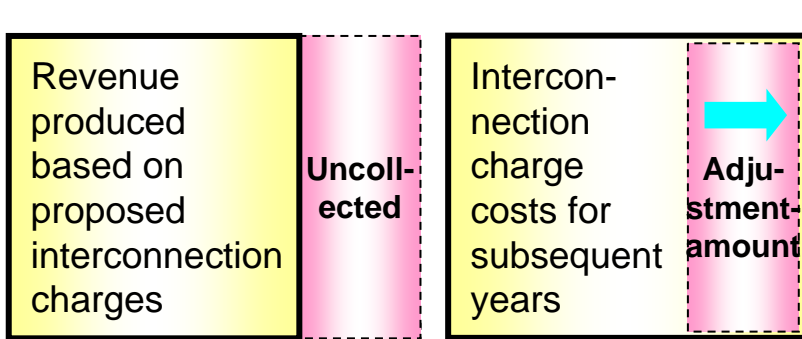 Revenue
produced
based on
proposed
interconnection
charges
Uncoll-
ected
Intercon-
nection
charge
costs for
subsequent
years
Adju-
stment-
amount